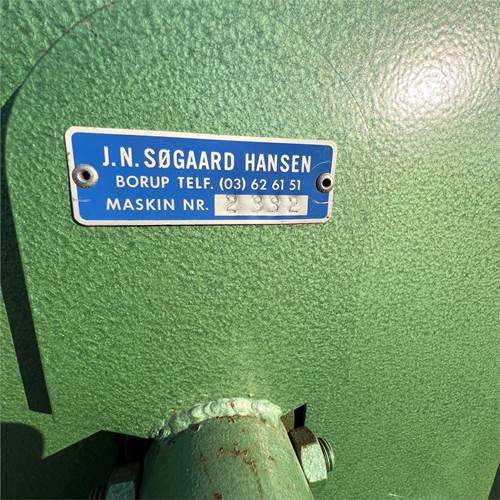 J.N. SØGAARD HANSEN
BORUP TELF. (03) 62 61 51
MASKIN NR. 2332